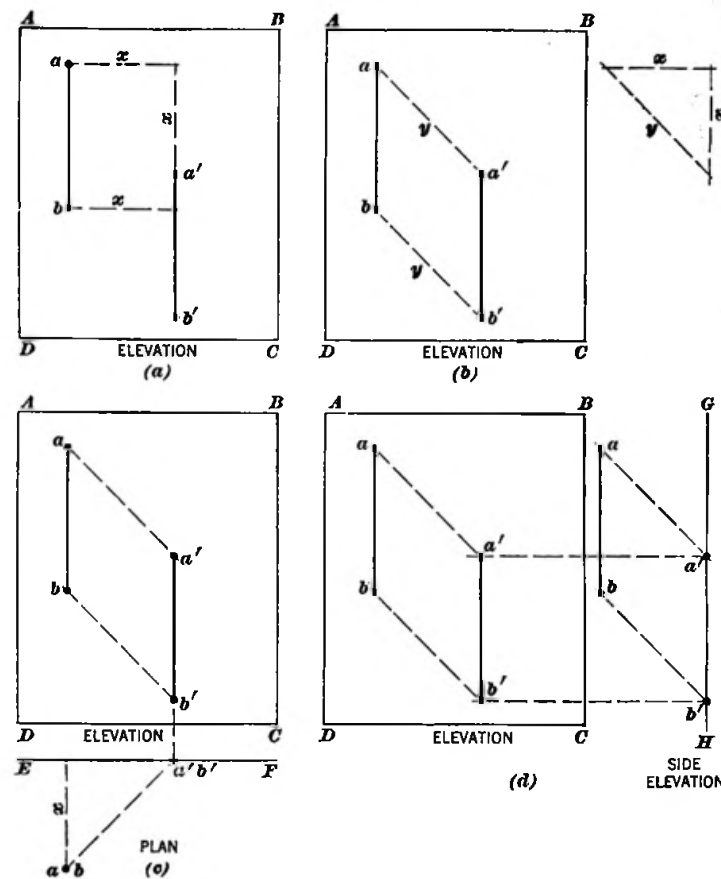 A B
a x
x
a'
b x
b'
D ELEVATION C
(a)
A B
a
y
a'
b
y
b'
D ELEVATION C
(b)
x
y
x
A B
a
a'
b
b'
D ELEVATION C
E a' b' F
x
a b
PLAN
(c)
A B G
a a
a' a'
b b
b' b'
D ELEVATION C H
(d)
SIDE
ELEVATION